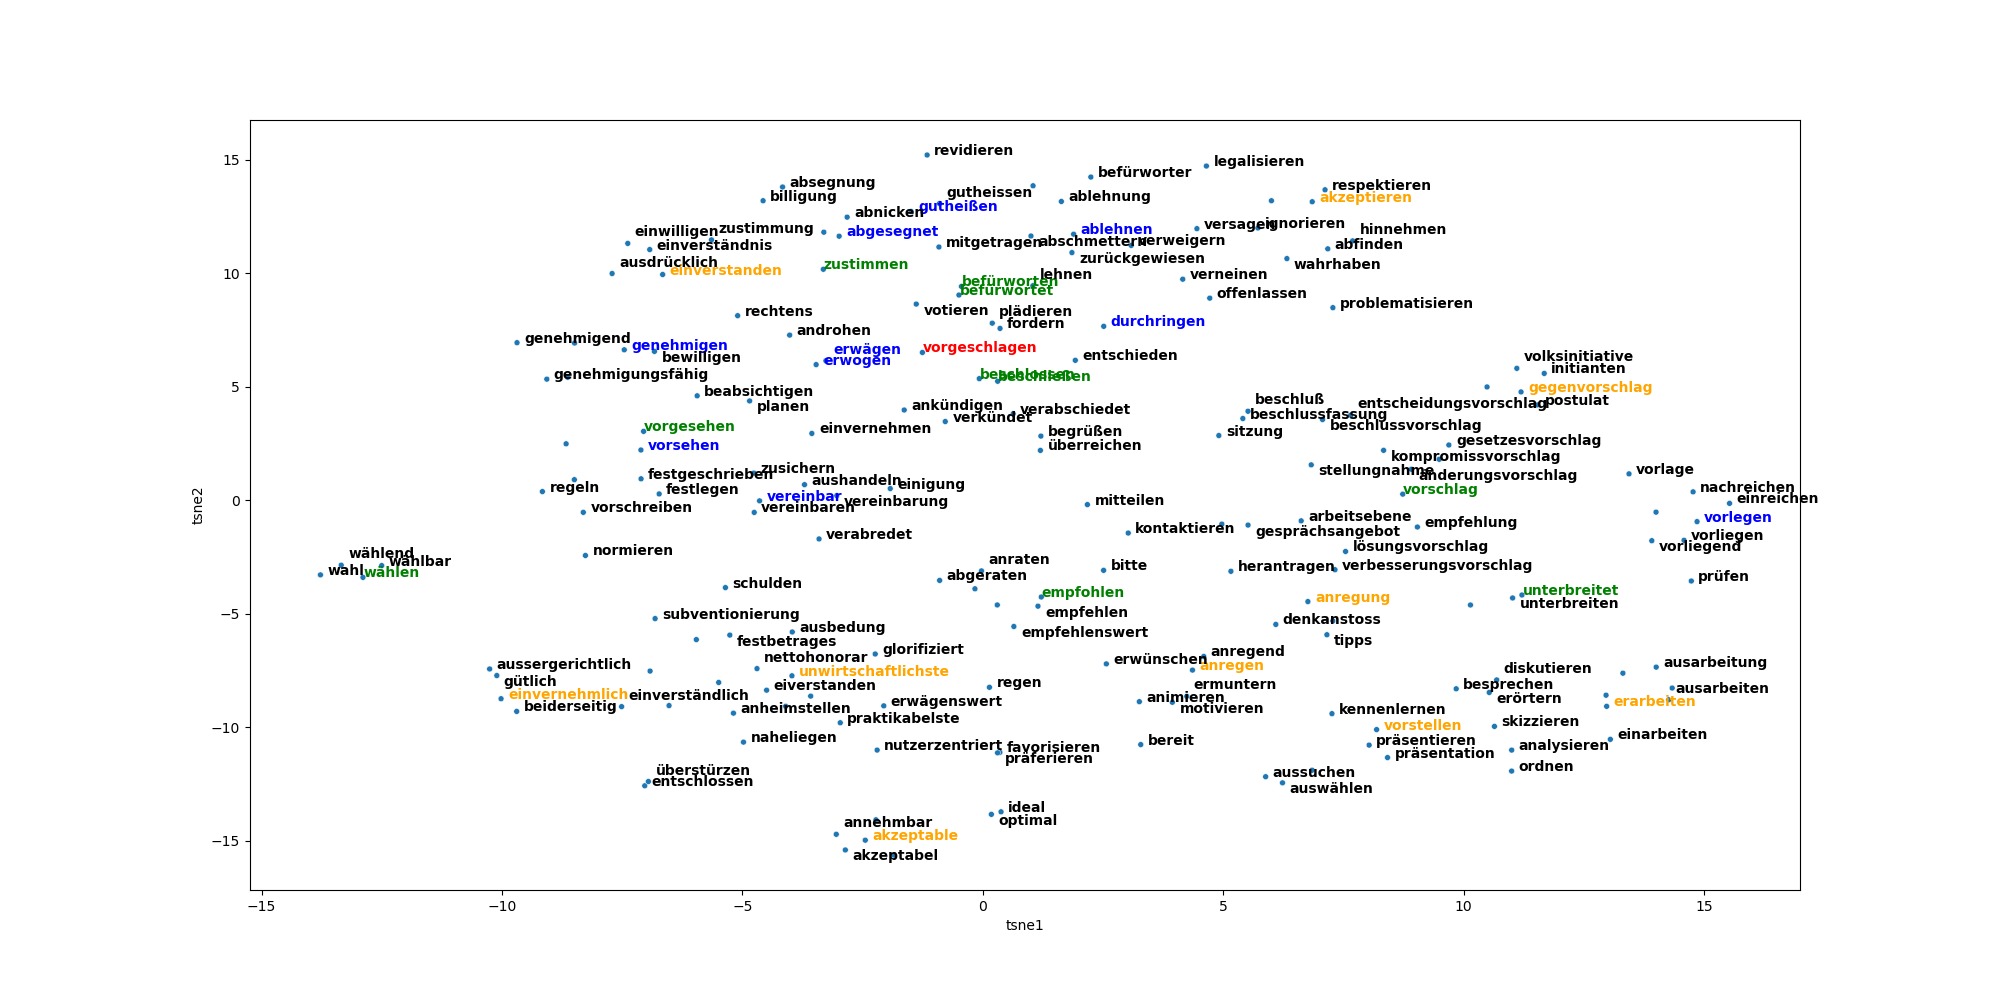 revidieren
legalisieren
befürworter
absegnung
respektieren
gutheissen
billigung
ablehnung
akzeptieren
gutheißen
abnicken
versagen
ignorieren
zustimmung
einwilligen
abgesegnet
ablehnen
hinnehmen
abschmettern
verweigern
mitgetragen
einverständnis
abfinden
zurückgewiesen
ausdrücklich
zustimmen
wahrhaben
einverstanden
lehnen
verneinen
befürworten
befürwortet
offenlassen
problematisieren
rechtens
votieren
plädieren
fordern
durchringen
androhen
genehmigend
genehmigen
erwägen
vorgeschlagen
bewilligen
erwogen
entschieden
volksinitiative
initianten
genehmigungsfähig
beschlossen
beschließen
gegenvorschlag
beabsichtigen
planen
ankündigen
verabschiedet
beschluß
entscheidungsvorschlag
postulat
verkündet
beschlussfassung
beschlussvorschlag
vorgesehen
einvernehmen
begrüßen
sitzung
vorsehen
überreichen
gesetzesvorschlag
kompromissvorschlag
festgeschrieben
zusichern
stellungnahme
änderungsvorschlag
vorlage
regeln
festlegen
aushandeln
einigung
vorschlag
nachreichen
vereinbar
vereinbarung
mitteilen
einreichen
vorschreiben
vereinbaren
arbeitsebene
empfehlung
vorlegen
verabredet
kontaktieren
gesprächsangebot
vorliegen
normieren
lösungsvorschlag
vorliegend
wählend
wählbar
wahl
wählen
anraten
abgeraten
bitte
herantragen
verbesserungsvorschlag
prüfen
schulden
empfohlen
anregung
unterbreitet
unterbreiten
subventionierung
empfehlen
denkanstoss
ausbedung
empfehlenswert
tipps
festbetrages
nettohonorar
glorifiziert
erwünschen
anregend
anregen
diskutieren
ausarbeitung
aussergerichtlich
unwirtschaftlichste
gütlich
eiverstanden
regen
ermuntern
besprechen
ausarbeiten
einvernehmlich
einverständlich
erwägenswert
animieren
erörtern
erarbeiten
beiderseitig
anheimstellen
motivieren
kennenlernen
praktikabelste
vorstellen
skizzieren
naheliegen
nutzerzentriert
favorisieren
bereit
präsentieren
einarbeiten
präferieren
präsentation
analysieren
überstürzen
entschlossen
aussuchen
auswählen
ordnen
ideal
optimal
annehmbar
akzeptable
akzeptabel
15
10
5
0
−5
−10
−15
tsne2
−15 −10 −5 0 5 10 15
tsne1